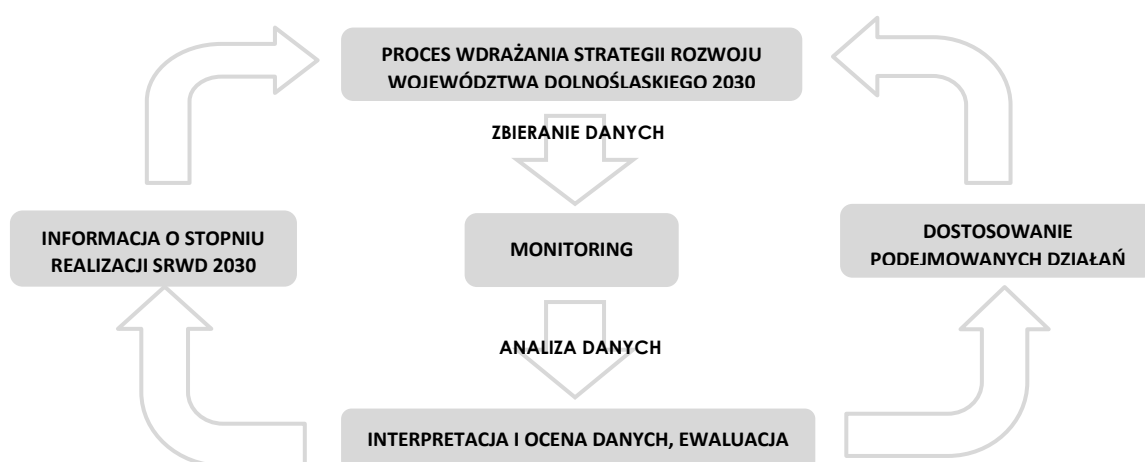 PROCES WDRAŻANIA STRATEGII ROZWOJU
WOJEWÓDZTWA DOLNOŚLASKIEGO 2030
ZBIERANIE DANYCH
INFORMACJA O STOPNIU
REALIZACJI SRWD 2030
MONITORING
DOSTOSOWANIE
PODEJMOWANYCH DZIAŁAŃ
ANALIZA DANYCH
INTERPRETACJA I OCENA DANYCH, EWALUACJA